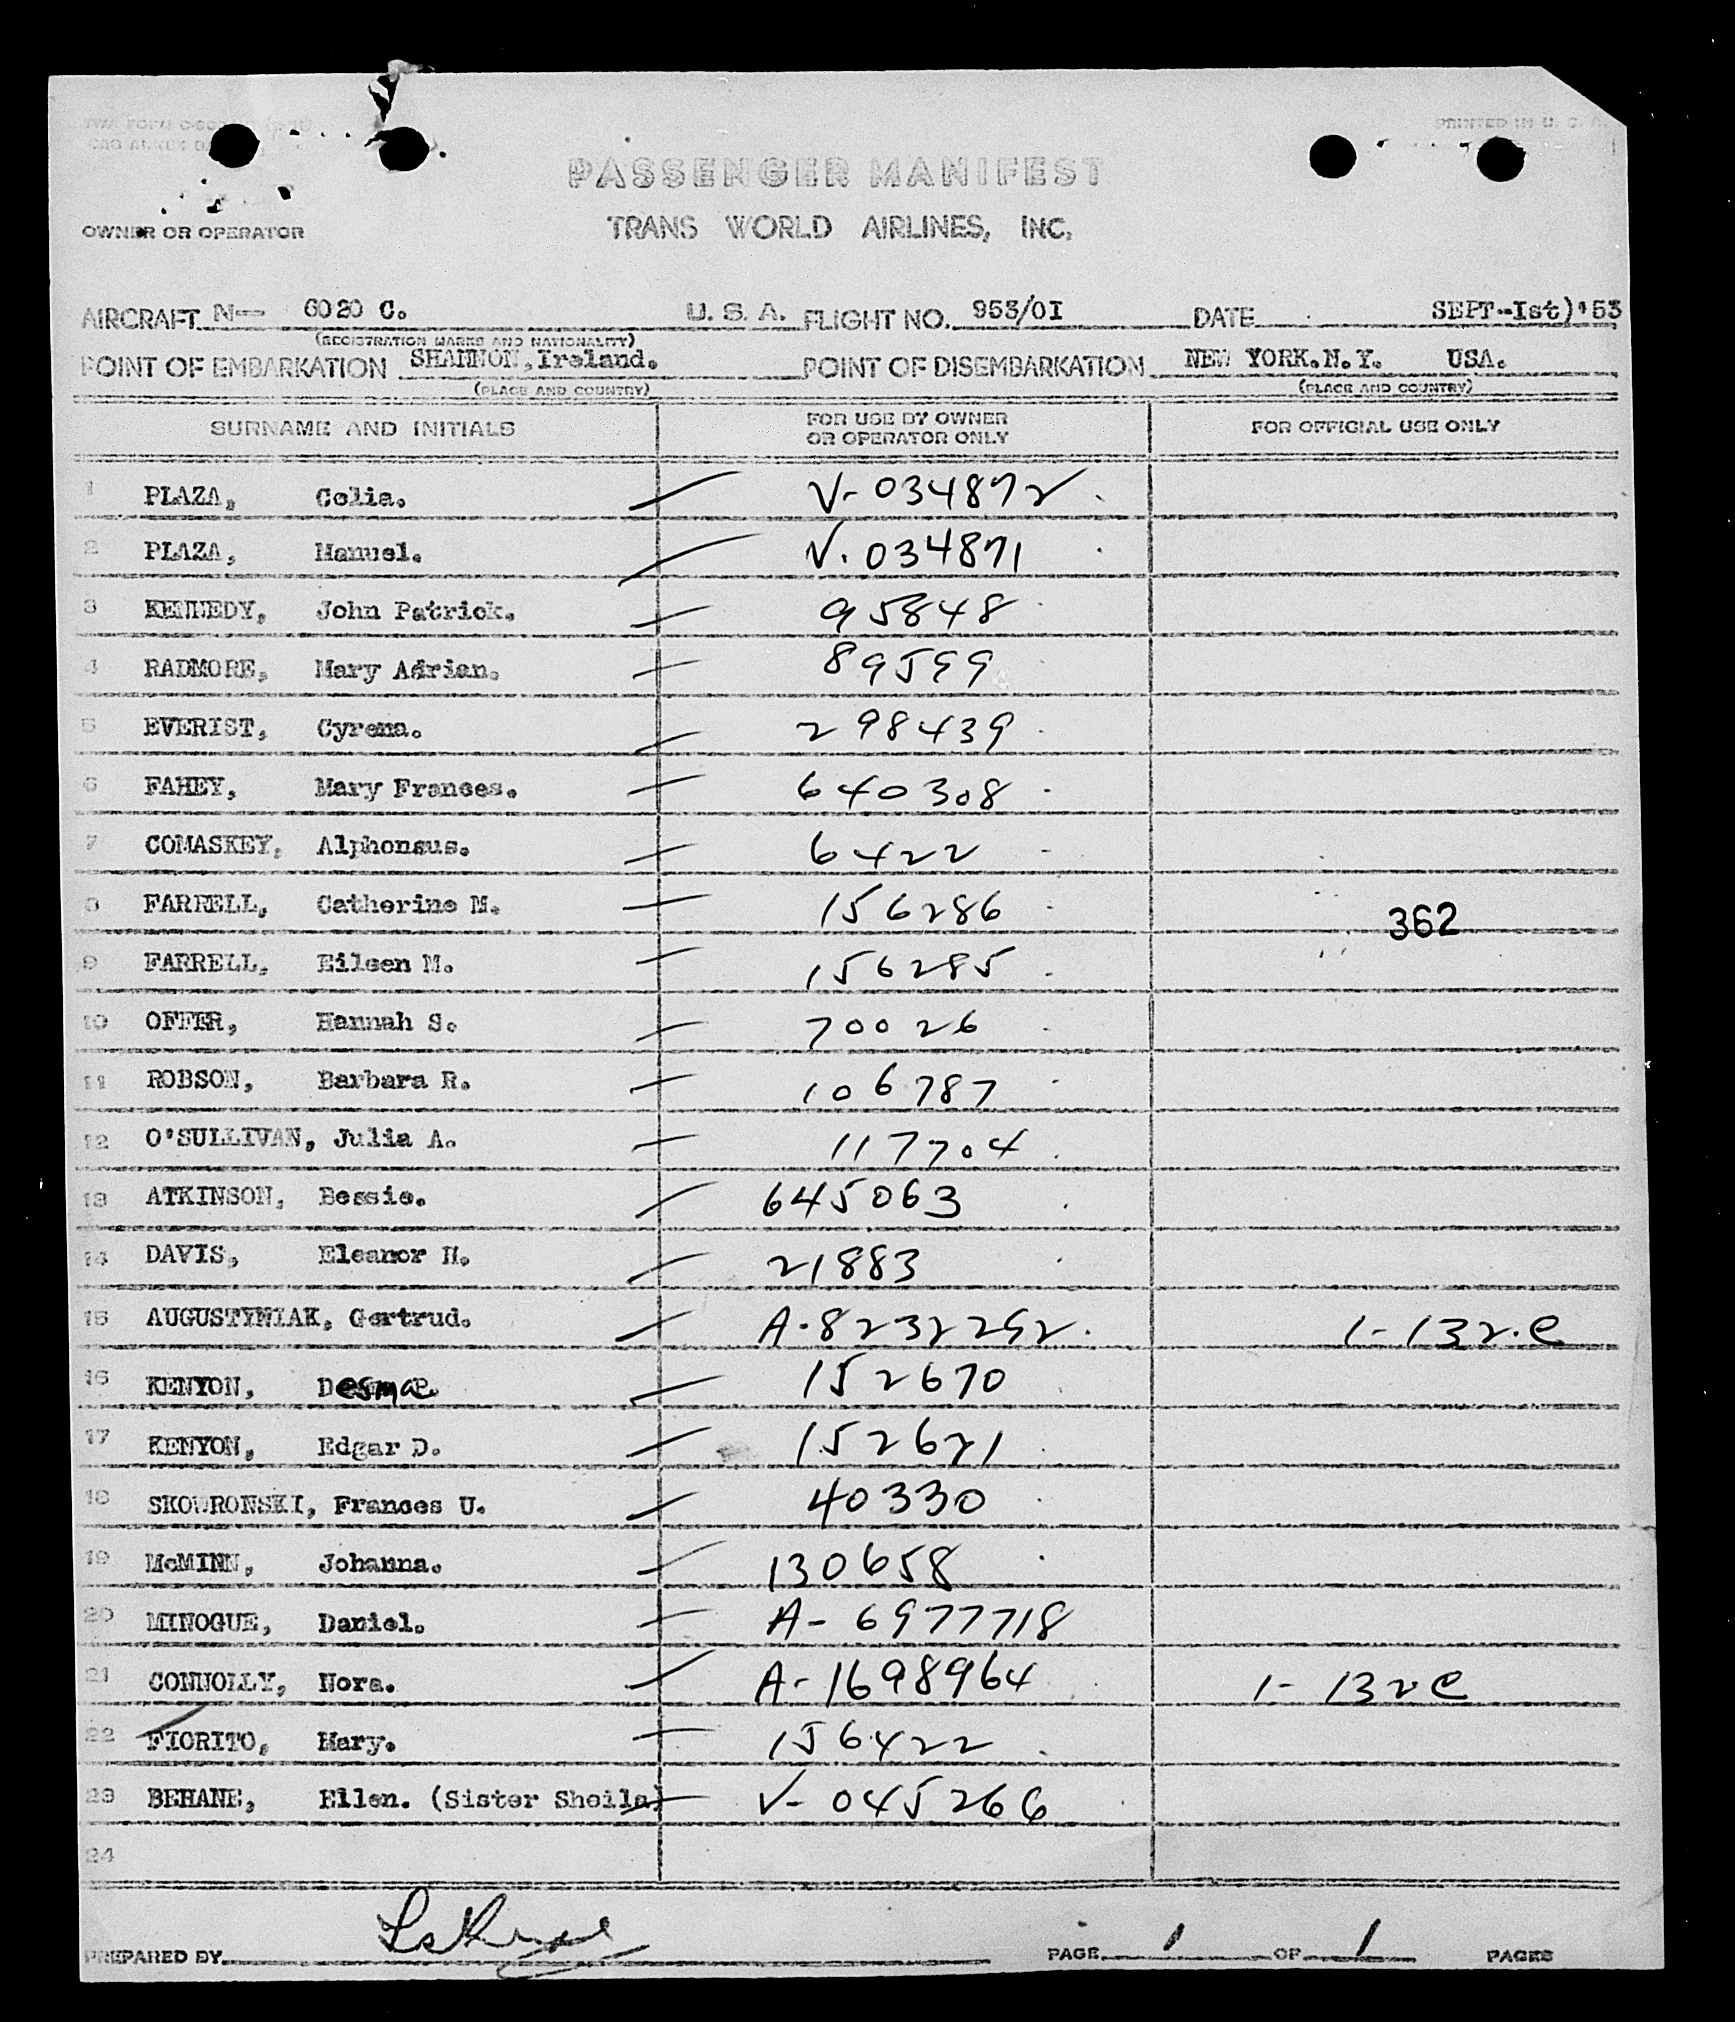 PRINTED IN U. S. A.
PASSENGER MANIFEST
TRANS WORLD AIRLINES, INC.
OWNER OR OPERATOR
AIRCRAFT N— 6020 C. U. S. A. FLIGHT NO. 953/01 DATE SEPT--Ist)'53
(REGISTRATION MARKS AND NATIONALITY)
POINT OF EMBARKATION SHANNON, Ireland. POINT OF DISEMBARKATION NEW YORK.N.Y. USA.
(PLACE AND COUNTRY) (PLACE AND COUNTRY)
SURNAME AND INITIALS FOR USE BY OWNER OR OPERATOR ONLY FOR OFFICIAL USE ONLY
1 PLAZA, Celia. V- 034872
2 PLAZA, Manuel. V. 034871
3 KENNEDY, John Patrick. 95848
4 RADMORE, Mary Adrian. 89599
5 EVERIST, Cyrena. 298439
6 FAHEY, Mary Frances. 640308
7 COMASKEY, Alphonsus. 6422
8 FARRELL, Catherine M. 156286
362
9 FARRELL, Eileen M. 156285
10 OFFER, Hannah S. 70026
11 ROBSON, Barbara R. 106787
12 O'SULLIVAN, Julia A. 117704
13 ATKINSON, Bessie. 645063
14 DAVIS, Eleanor H. 21883
15 AUGUSTYNIAK, Gertrud. A-8232252 1-132.C
16 KENYON, Desma P. 152670
17 KENYON, Edgar D. 152621
18 SKOWRONSKI, Frances U. 40330
19 McMINN, Johanna. 130658
20 MINOGUE, Daniel. A- 6977718
21 CONNOLLY, Nora. A-1698964 1- 132C
22 FIORITO, Mary. 156422
23 BEHANE, Ellen. (Sister Sheila) V- 045266
24
PREPARED BY PAGE 1 OF 1 PAGES